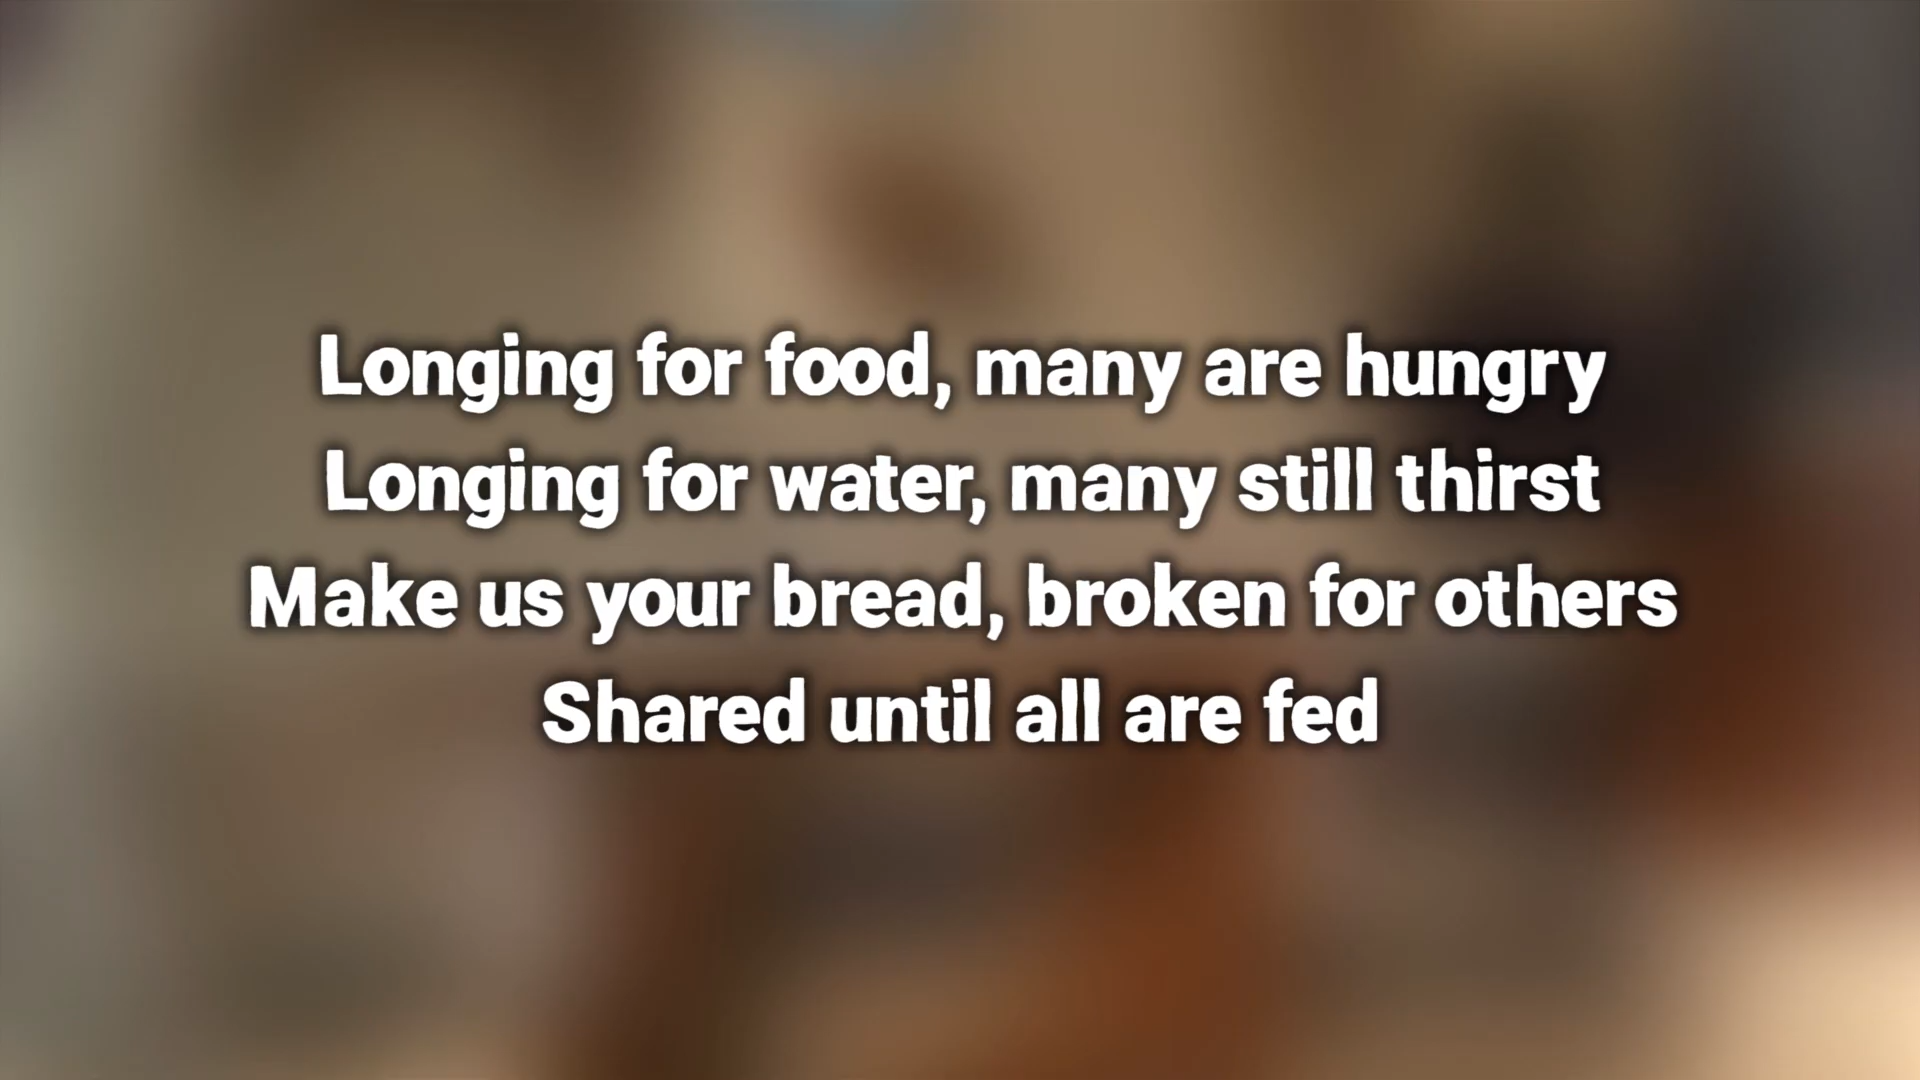 Longing for food, many are hungry
Longing for water, many still thirst
Make us your bread, broken for others
Shared until all are fed